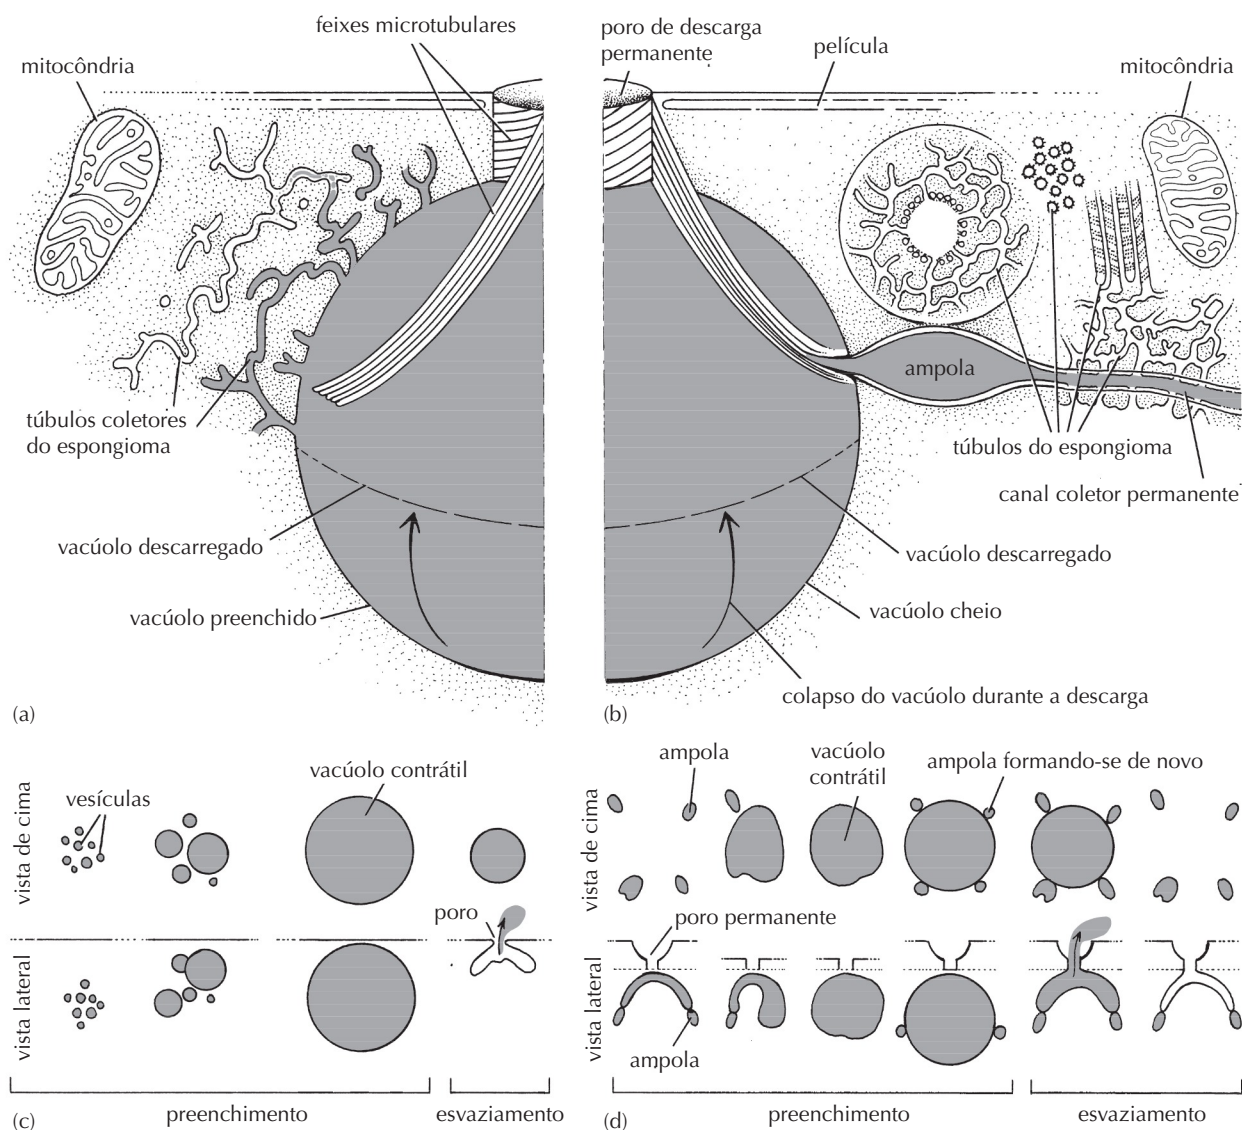 feixes microtubulares
mitocôndria
túbulos coletores
do espongioma
vacúolo descarregado
vacúolo preenchido
(a)
poro de descarga
permanente
película
mitocôndria
ampola
túbulos do espongioma
canal coletor permanente
vacúolo descarregado
vacúolo cheio
colapso do vacúolo durante a descarga
(b)
vista de cima
vesículas
vacúolo contrátil
poro
vista lateral
preenchimento
esvaziamento
(c)
vista de cima
ampola
vacúolo
contrátil
ampola formando-se de novo
poro permanente
vista lateral
ampola
preenchimento
esvaziamento
(d)